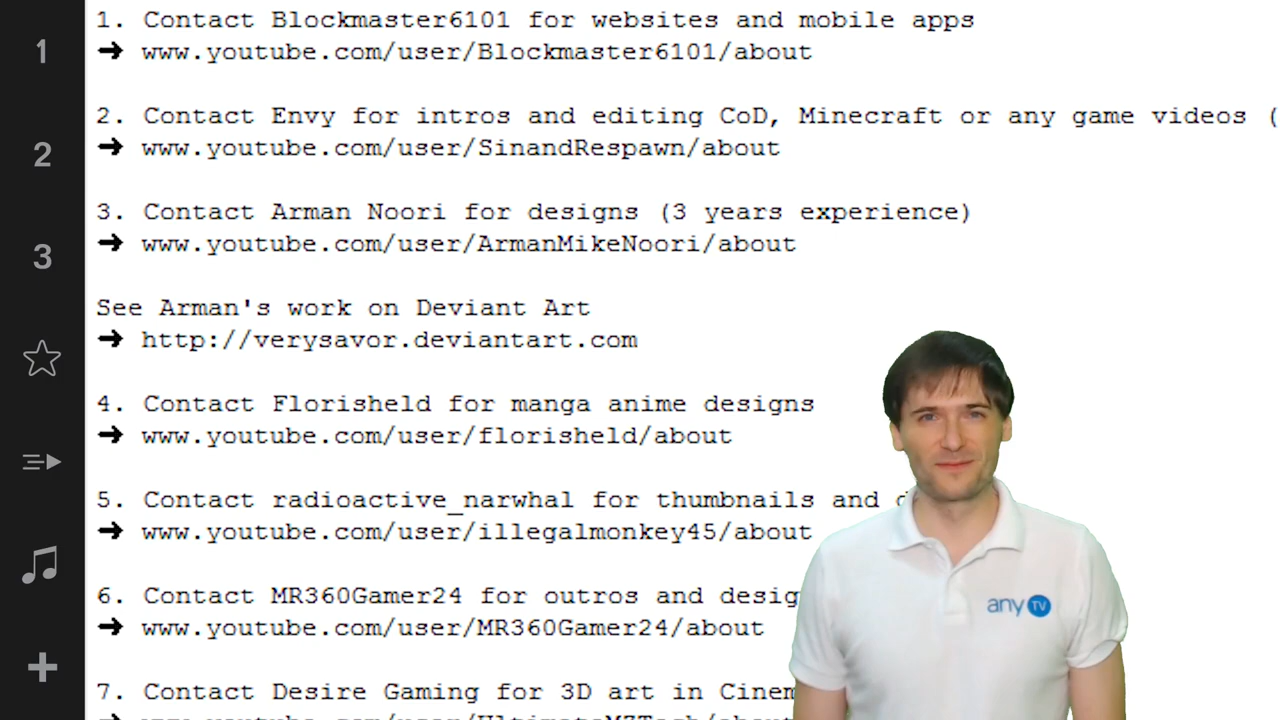 1
2
3
1. Contact Blockmaster6101 for websites and mobile apps
➔ www.youtube.com/user/Blockmaster6101/about
2. Contact Envy for intros and editing CoD, Minecraft or any game videos (
➔ www.youtube.com/user/SinandRespawn/about
3. Contact Arman Noori for designs (3 years experience)
➔ www.youtube.com/user/ArmanMikeNoori/about
See Arman's work on Deviant Art
➔ http://verysavor.deviantart.com
4. Contact Florisheld for manga anime designs
➔ www.youtube.com/user/florisheld/about
5. Contact radioactive_narwhal for thumbnails and
➔ www.youtube.com/user/illegalmonkey45/about
6. Contact MR360Gamer24 for outros and desig
➔ www.youtube.com/user/MR360Gamer24/about
7. Contact Desire Gaming for 3D art in Cinem
any TV